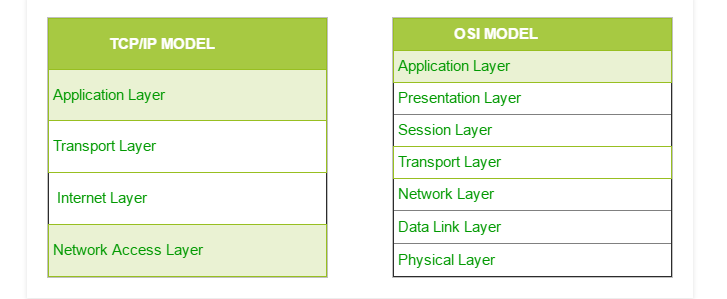 TCP/IP MODEL
Application Layer
Transport Layer
Internet Layer
Network Access Layer
OSI MODEL
Application Layer
Presentation Layer
Session Layer
Transport Layer
Network Layer
Data Link Layer
Physical Layer